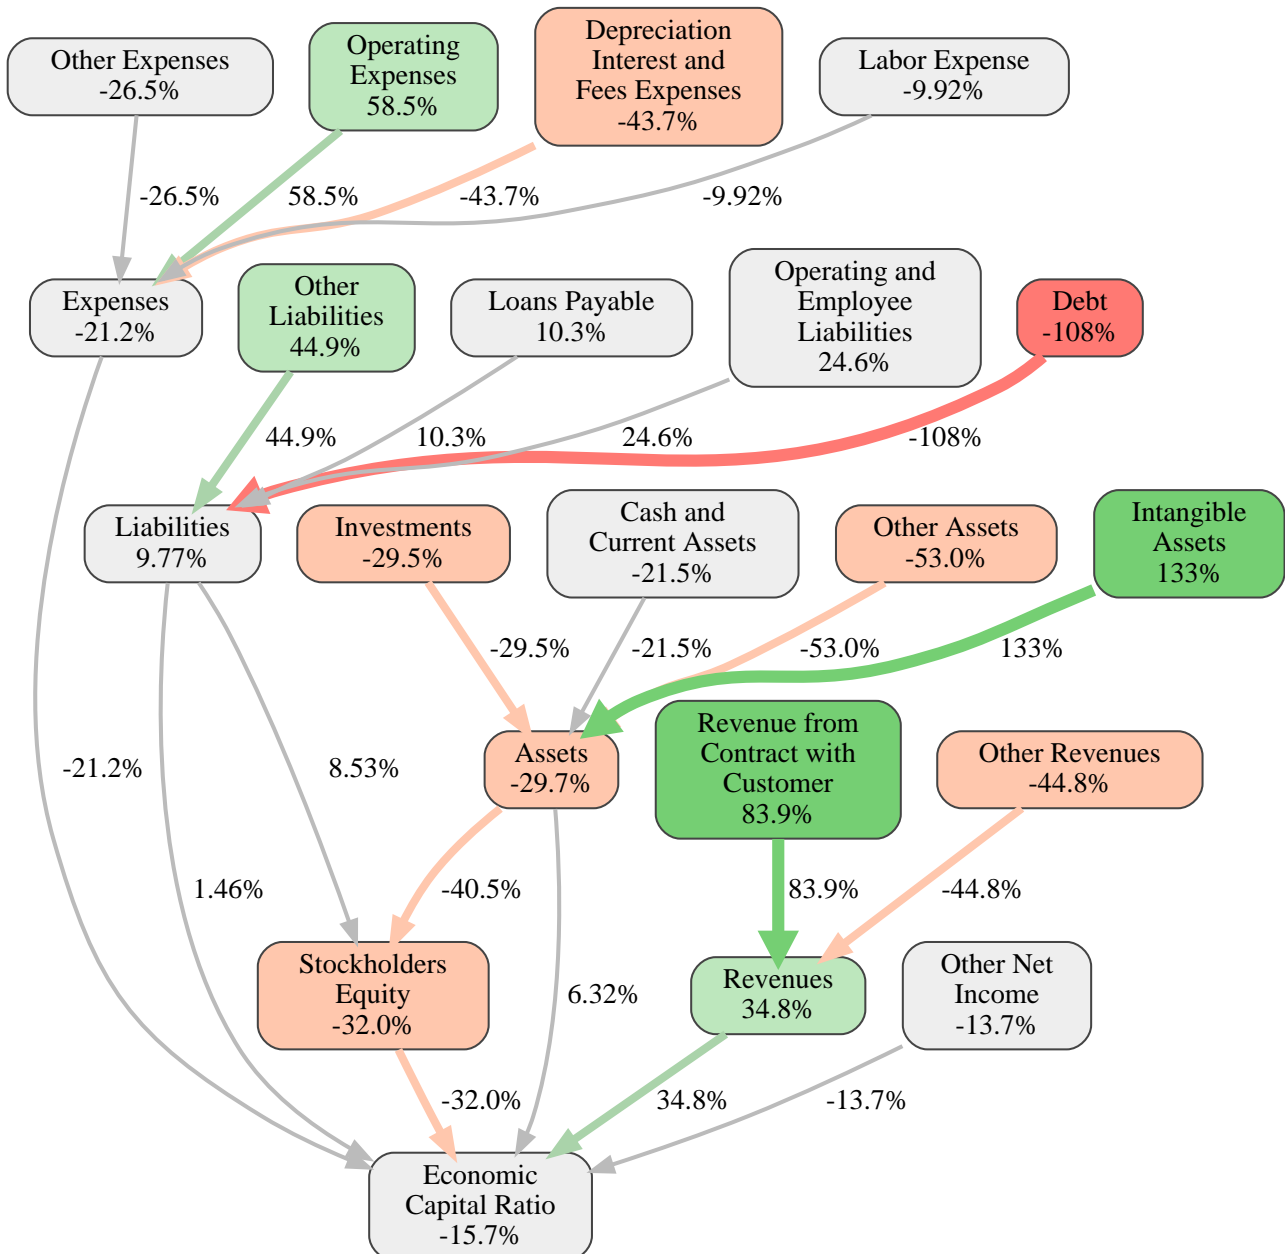 Other Expenses
-26.5%
Operating
Expenses
58.5%
Depreciation
Interest and
Fees Expenses
-43.7%
Labor Expense
-9.92%
-26.5%
58.5%
-43.7%
-9.92%
Expenses
-21.2%
Other
Liabilities
44.9%
Loans Payable
10.3%
Operating and
Employee
Liabilities
24.6%
Debt
-108%
44.9%
10.3%
24.6%
-108%
Liabilities
9.77%
Investments
-29.5%
Cash and
Current Assets
-21.5%
Other Assets
-53.0%
Intangible
Assets
133%
-29.5%
-21.5%
-53.0%
133%
Assets
-29.7%
Revenue from
Contract with
Customer
83.9%
Other Revenues
-44.8%
-21.2%
8.53%
1.46%
-40.5%
83.9%
-44.8%
Stockholders
Equity
-32.0%
6.32%
Revenues
34.8%
Other Net
Income
-13.7%
-32.0%
34.8%
-13.7%
Economic
Capital Ratio
-15.7%